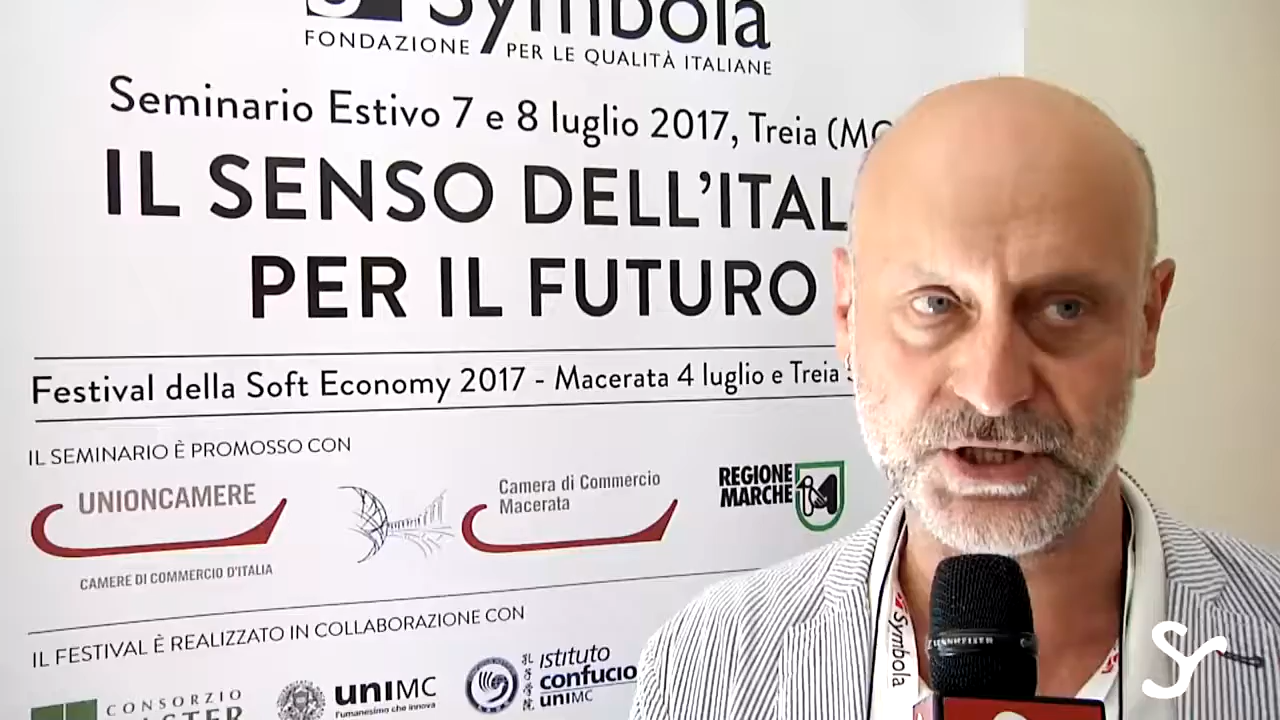 Symbola
FONDAZIONE PER LE QUALITÀ ITALIANE
Seminario Estivo 7 e 8 luglio 2017, Treia (MC
IL SENSO DELL'ITAL
PER IL FUTURO
Festival della Soft Economy 2017 - Macerata 4 luglio e Treia
IL SEMINARIO È PROMOSSO CON
UNIONCAMERE
CAMERE DI COMMERCIO D'ITALIA
Camera di Commercio
Macerata
REGIONE
MARCHE
IL FESTIVAL È REALIZZATO IN COLLABORAZIONE CON
CONSORZIO
UNIMC
l'umanesimo che innova
istituto
confucio
UNIMC
Symbola
SENNHEISER
Sy